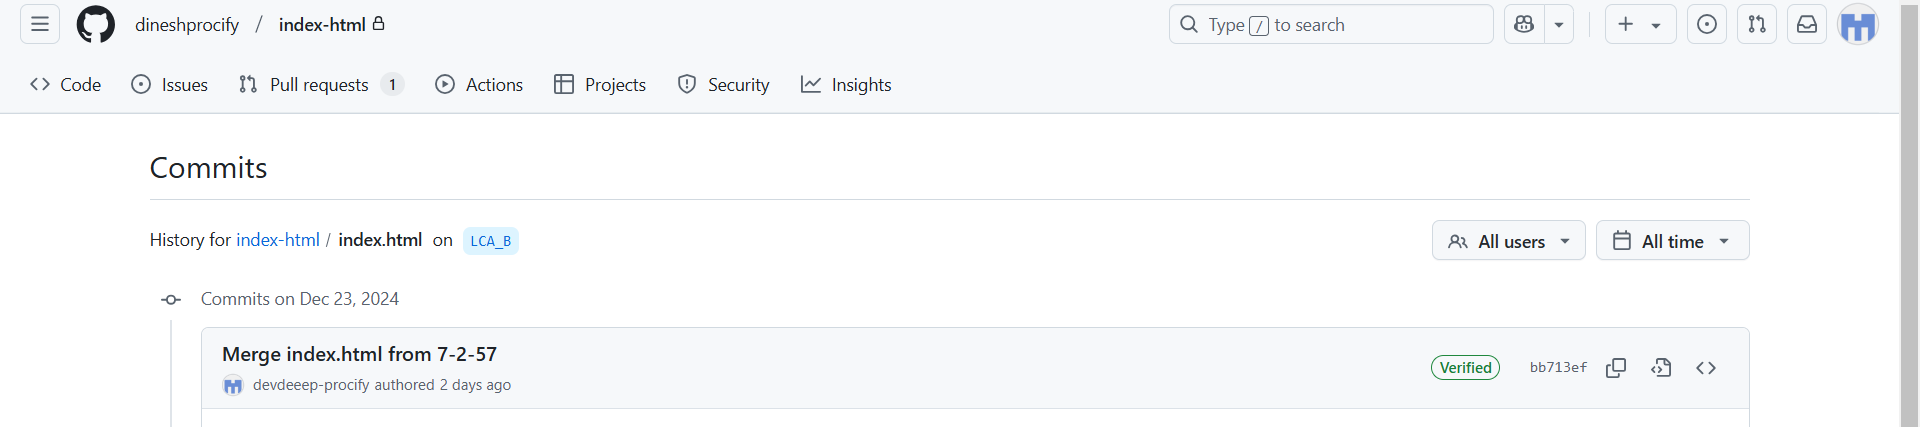 dineshprocify / index-html
Type / to search
Code Issues Pull requests 1 Actions Projects Security Insights
Commits
History for index-html / index.html on LCA_B
All users All time
Commits on Dec 23, 2024
Merge index.html from 7-2-57
devdeeep-procify authored 2 days ago
Verified bb713ef